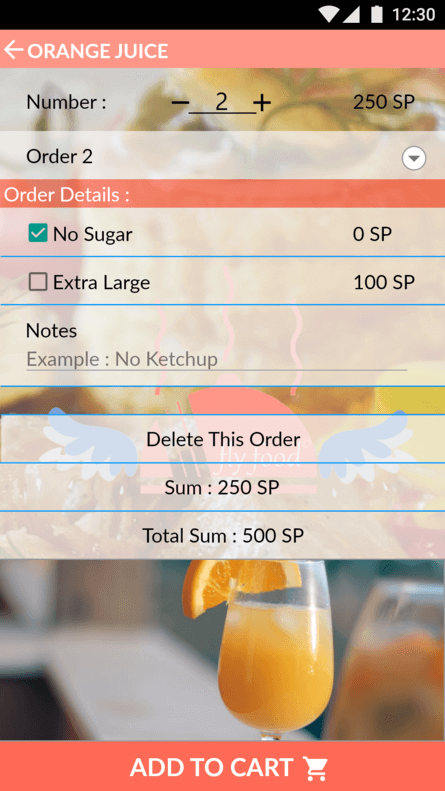 12:30
ORANGE JUICE
Number : 2 250 SP
Order 2
Order Details :
No Sugar 0 SP
Extra Large 100 SP
Notes
Example : No Ketchup
Delete This Order
fly food
Sum : 250 SP
Total Sum : 500 SP
ADD TO CART